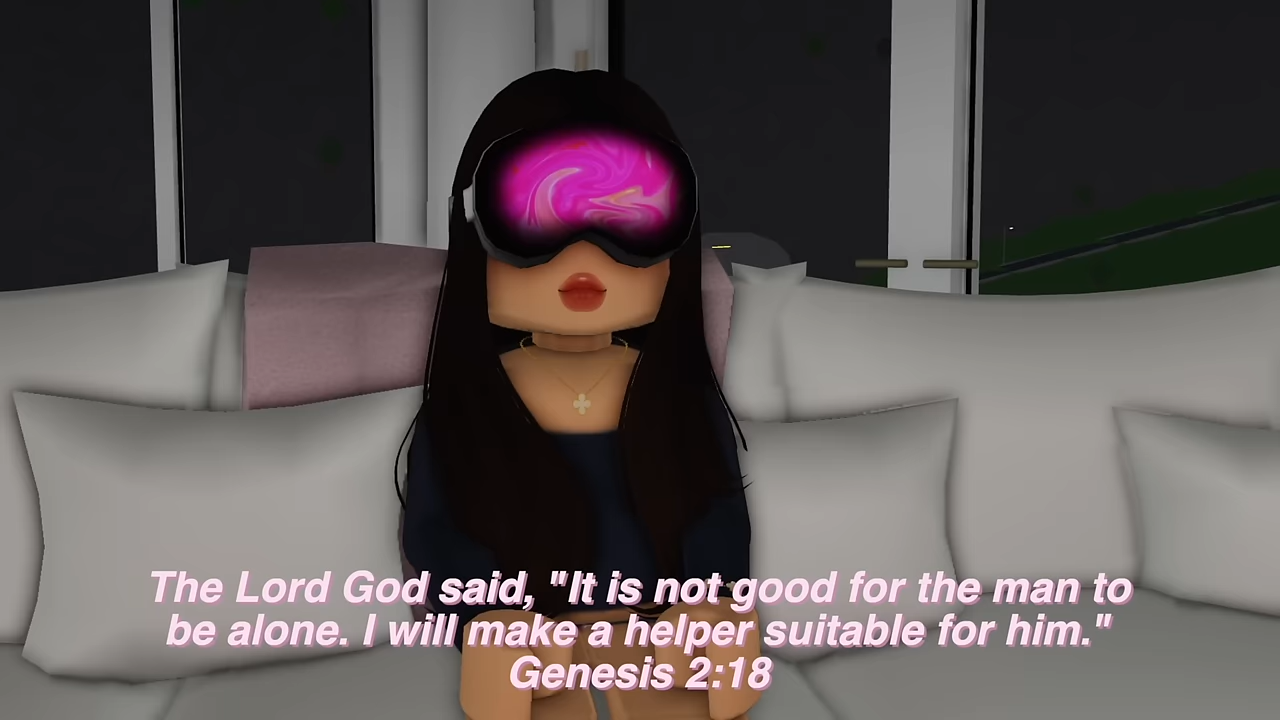 The Lord God said, "It is not good for the man to
be alone. I will make a helper suitable for him."
Genesis 2:18